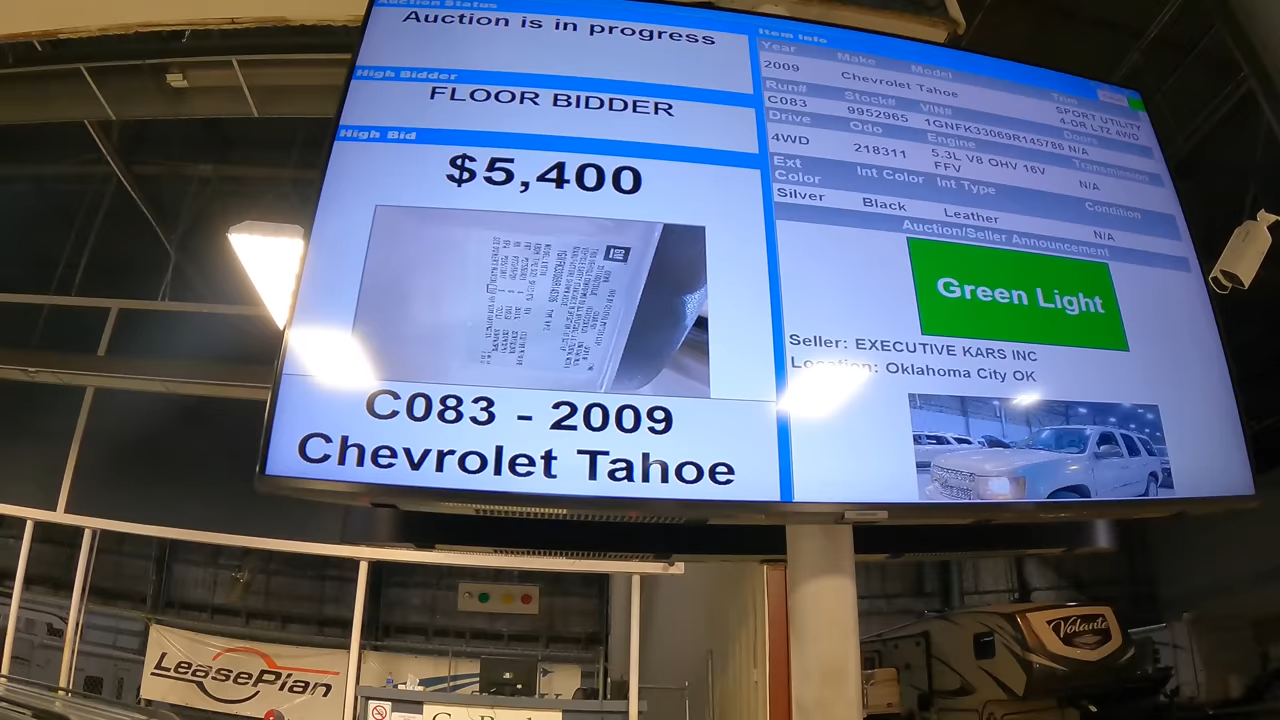 Auction Status
Auction is in progress
High Bidder
FLOOR BIDDER
High Bid
$5,400
GM
C083 - 2009
Chevrolet Tahoe
Item Info
Year Make Model Trim
2009 Chevrolet Tahoe SPORT UTILITY
4-DR LTZ 4WD
Run# Stock# VIN# Doors
C083 9952965 1GNFK33069R145786 N/A
Drive Odo Engine Transmission
4WD 218311 5.3L V8 OHV 16V
FFV N/A
Ext
Color Int Color Int Type Condition
Silver Black Leather N/A
Auction/Seller Announcement
Green Light
Seller: EXECUTIVE KARS INC
Location: Oklahoma City OK
LeasePlan
Volante